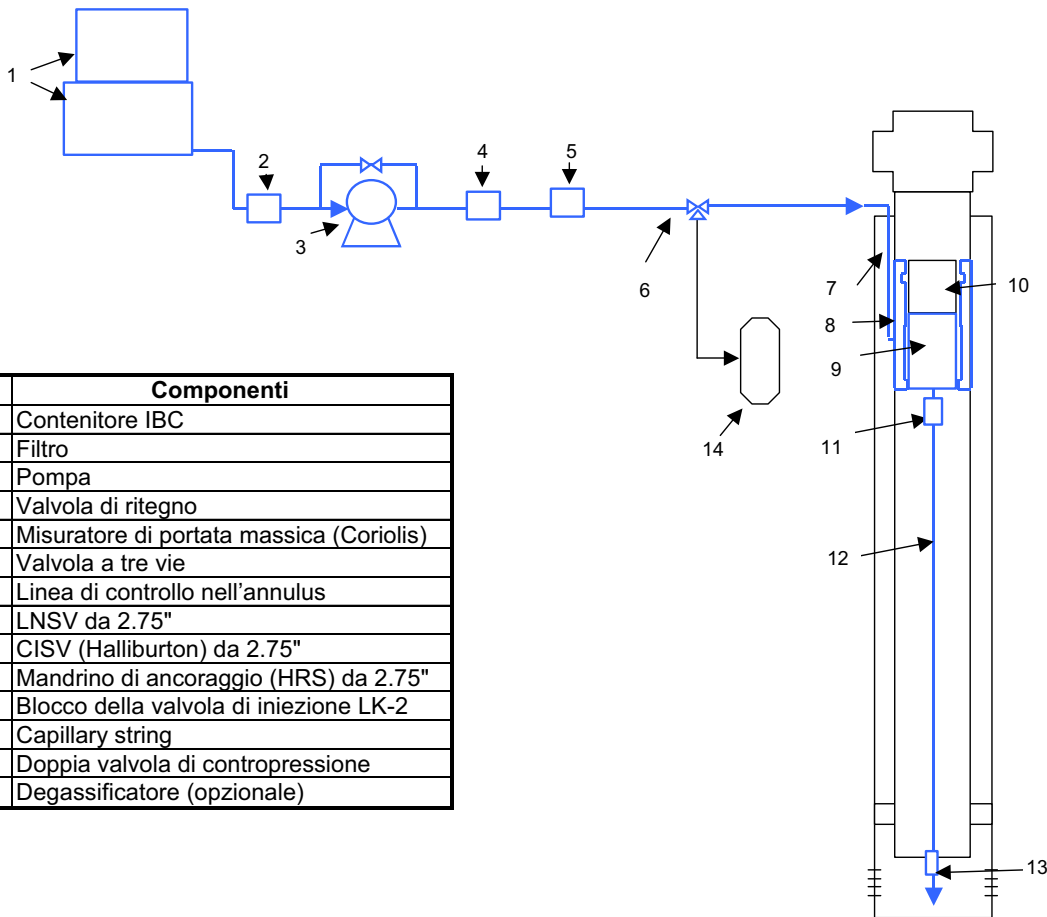 1
2
3
4
5
6
7
8
9
10
11
12
13
14
Componenti
Contenitore IBC
Filtro
Pompa
Valvola di ritegno
Misuratore di portata massica (Coriolis)
Valvola a tre vie
Linea di controllo nell'annulus
LNSV da 2.75"
CISV (Halliburton) da 2.75"
Mandrino di ancoraggio (HRS) da 2.75"
Blocco della valvola di iniezione LK-2
Capillary string
Doppia valvola di contropressione
Degassificatore (opzionale)